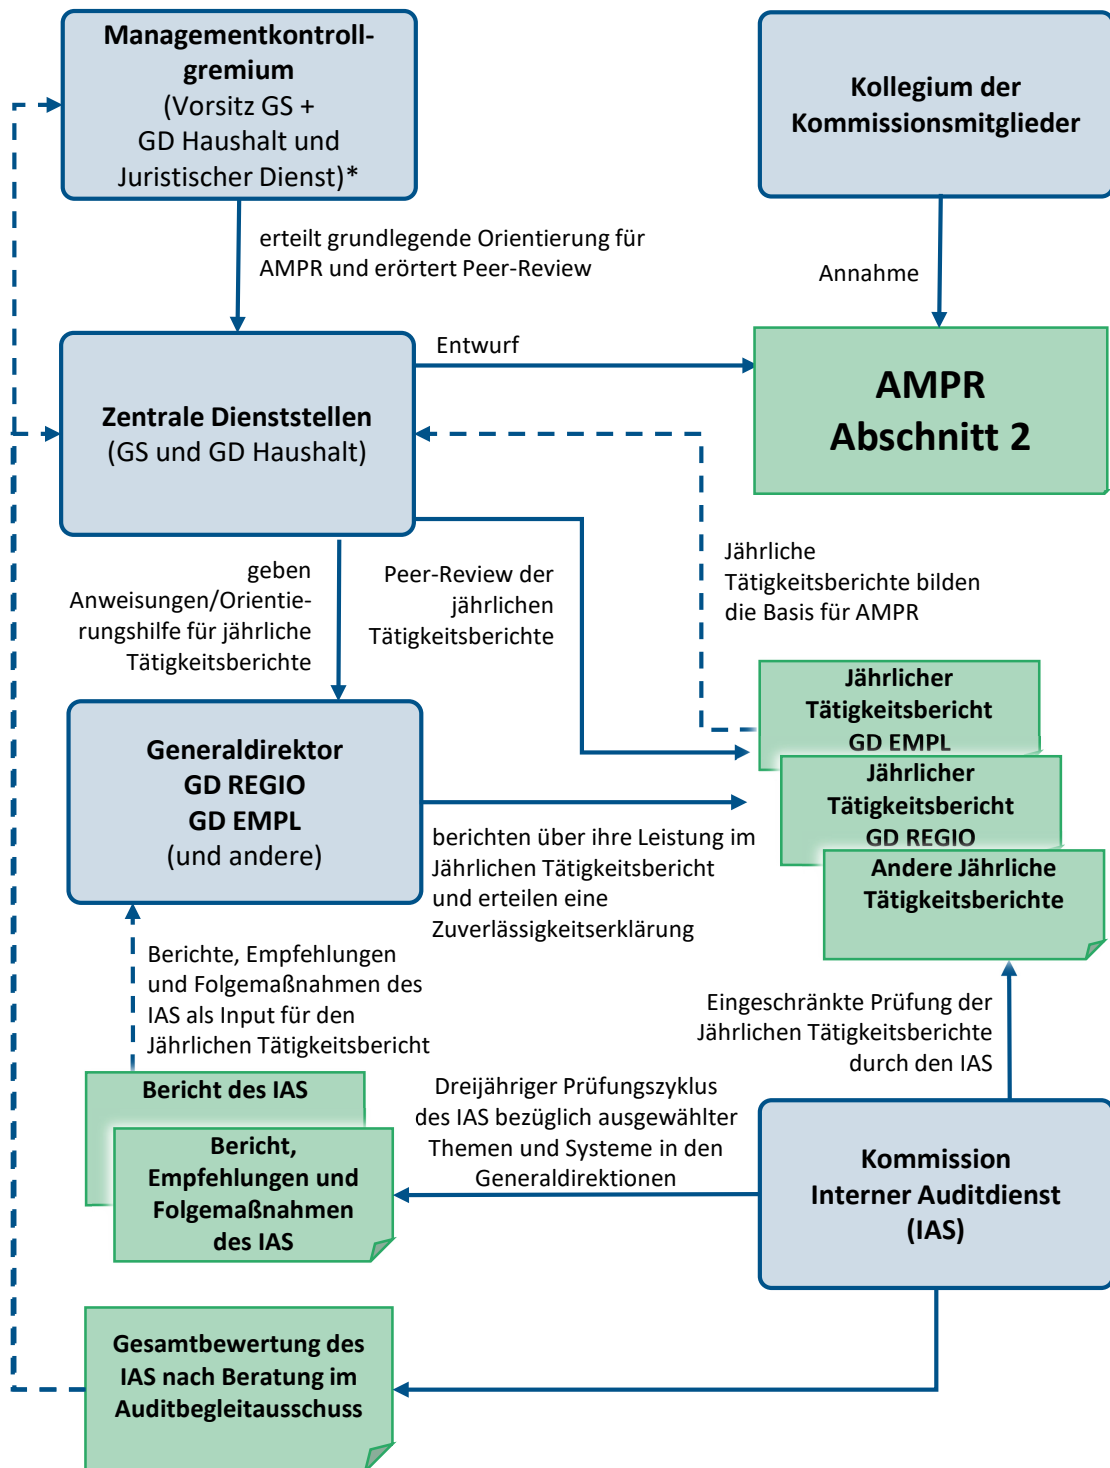 Managementkontroll-
gremium
(Vorsitz GS +
GD Haushalt und
Juristischer Dienst)*
Kollegium der
Kommissionsmitglieder
erteilt grundlegende Orientierung für
AMPR und erörtert Peer-Review
Annahme
Entwurf
Zentrale Dienststellen
(GS und GD Haushalt)
AMPR
Abschnitt 2
geben
Anweisungen/Orientie-
rungshilfe für jährliche
Tätigkeitsberichte
Peer-Review der
jährlichen
Tätigkeitsberichte
Jährliche
Tätigkeitsberichte bilden
die Basis für AMPR
Generaldirektor
GD REGIO
GD EMPL
(und andere)
Jährlicher
Tätigkeitsbericht
GD EMPL
Jährlicher
Tätigkeitsbericht
GD REGIO
Andere Jährliche
Tätigkeitsberichte
berichten über ihre Leistung im
Jährlichen Tätigkeitsbericht
und erteilen eine
Zuverlässigkeitserklärung
Berichte, Empfehlungen
und Folgemaßnahmen des
IAS als Input für den
Jährlichen Tätigkeitsbericht
Eingeschränkte Prüfung der
Jährlichen Tätigkeitsberichte
durch den IAS
Bericht des IAS
Bericht,
Empfehlungen und
Folgemaßnahmen
des IAS
Dreijähriger Prüfungszyklus
des IAS bezüglich ausgewählter
Themen und Systeme in den
Generaldirektionen
Kommission
Interner Auditdienst
(IAS)
Gesamtbewertung des
IAS nach Beratung im
Auditbegleitausschuss